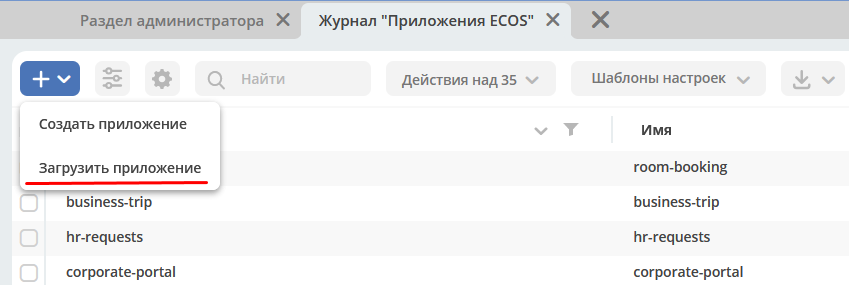 Раздел администратора
Журнал "Приложения ECOS"
Найти
Действия над 35
Шаблоны настроек
Создать приложение
Загрузить приложение
Имя
room-booking
business-trip business-trip
hr-requests hr-requests
corporate-portal corporate-portal